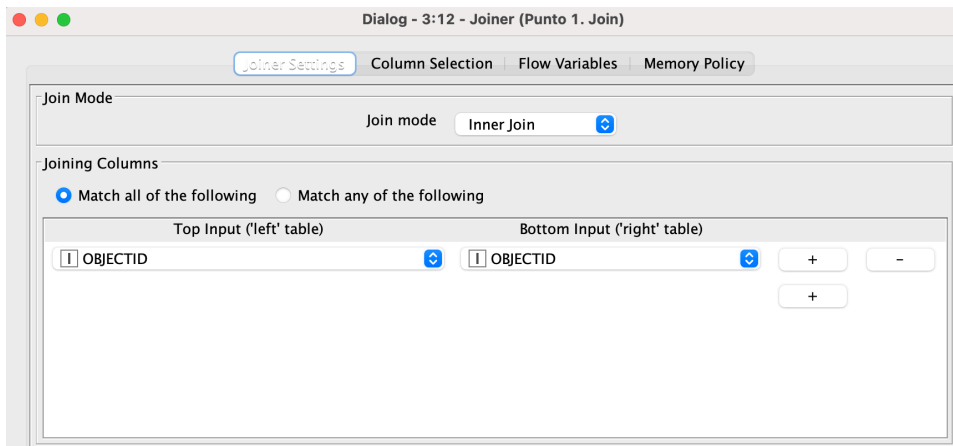 Dialog - 3:12 - Joiner (Punto 1. Join)
Joiner Settings Column Selection Flow Variables Memory Policy
Join Mode
Join mode Inner Join
Joining Columns
Match all of the following Match any of the following
Top Input ('left' table) Bottom Input ('right' table)
I OBJECTID I OBJECTID + -
+